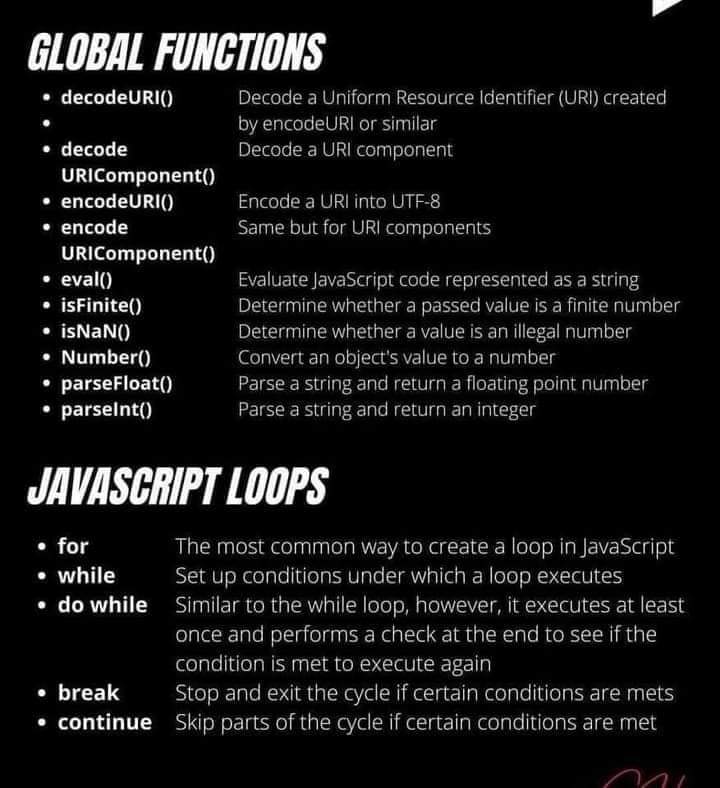 GLOBAL FUNCTIONS
• decodeURI() Decode a Uniform Resource Identifier (URI) created
• by encodeURI or similar
• decode Decode a URI component
URIComponent()
• encodeURI() Encode a URI into UTF-8
• encode Same but for URI components
URIComponent()
• eval() Evaluate JavaScript code represented as a string
• isFinite() Determine whether a passed value is a finite number
• isNaN() Determine whether a value is an illegal number
• Number() Convert an object's value to a number
• parseFloat() Parse a string and return a floating point number
• parseInt() Parse a string and return an integer
JAVASCRIPT LOOPS
• for The most common way to create a loop in JavaScript
• while Set up conditions under which a loop executes
• do while Similar to the while loop, however, it executes at least
once and performs a check at the end to see if the
condition is met to execute again
• break Stop and exit the cycle if certain conditions are mets
• continue Skip parts of the cycle if certain conditions are met